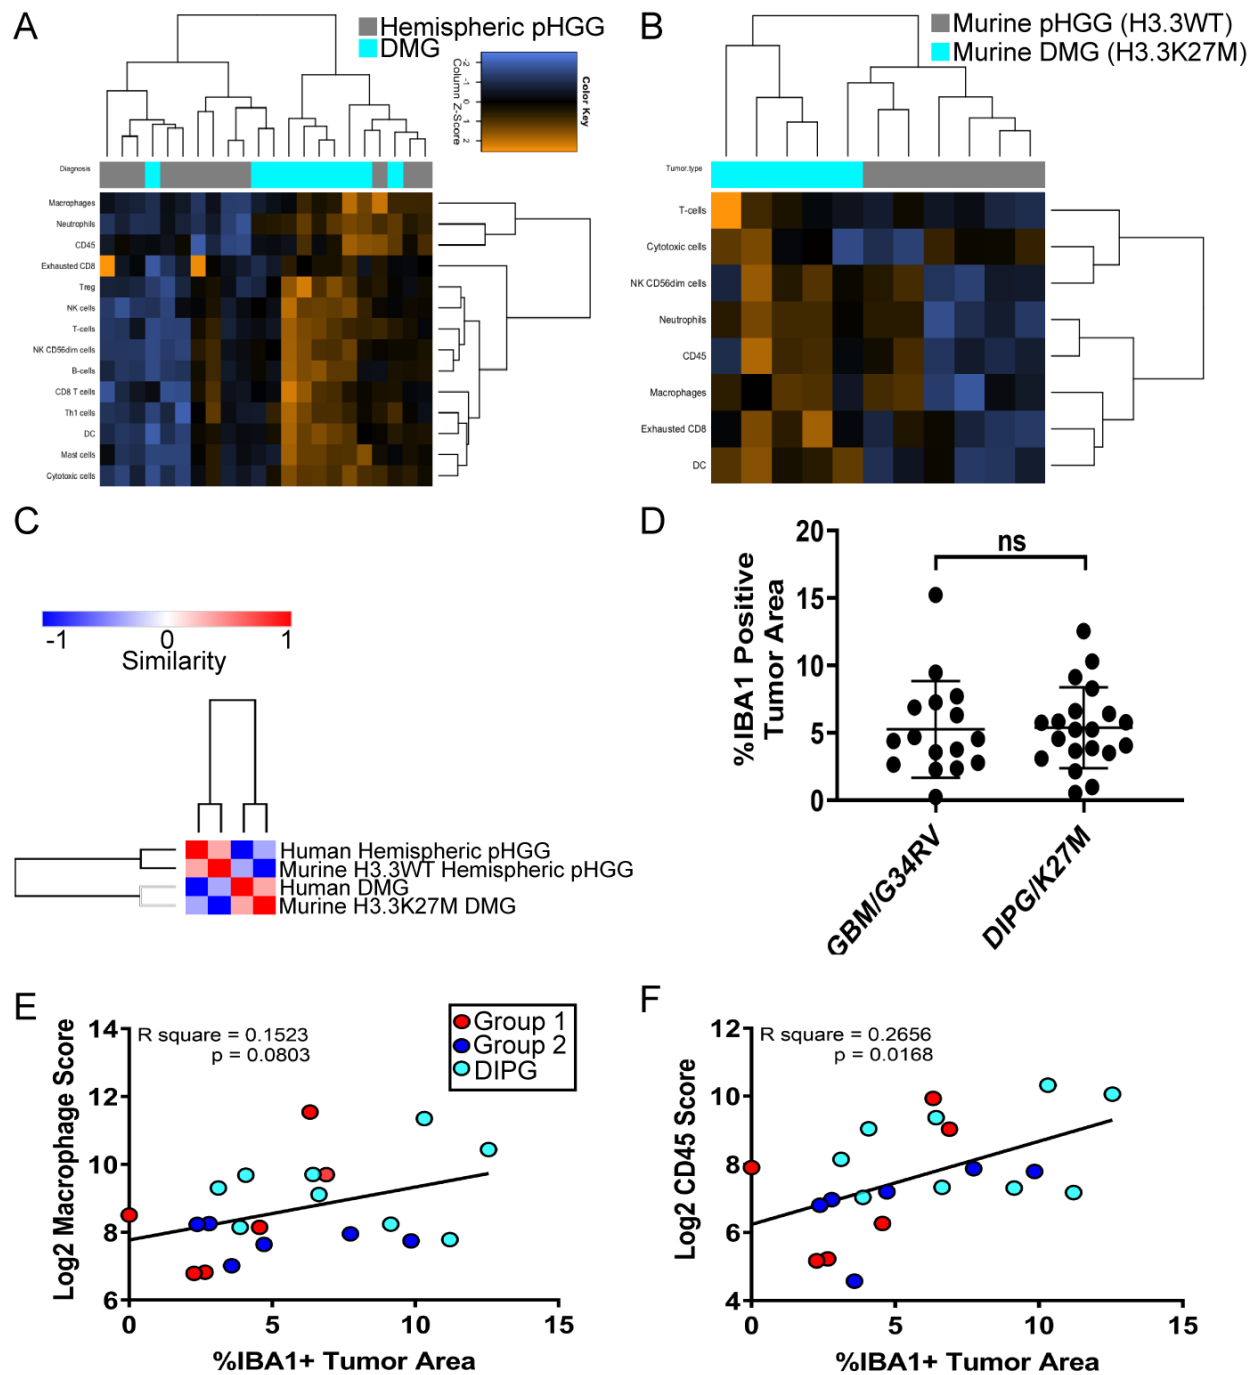 A
Hemispheric pHGG
DMG
-2 -1 0 1 2
Column Z-Score
Color Key
Diagnosis
Macrophages
Neutrophils
CD45
Exhausted CD8
Treg
NK cells
T-cells
NK CD56dim cells
B-cells
CD8 T cells
Th1 cells
DC
Mast cells
Cytotoxic cells
B
Murine pHGG (H3.3WT)
Murine DMG (H3.3K27M)
Tumor.type
T-cells
Cytotoxic cells
NK CD56dim cells
Neutrophils
CD45
Macrophages
Exhausted CD8
DC
C
-1 0 1
Similarity
Human Hemispheric pHGG
Murine H3.3WT Hemispheric pHGG
Human DMG
Murine H3.3K27M DMG
D
ns
%IBA1 Positive
Tumor Area
20
15
10
5
0
GBM/G34RV
DIPG/K27M
E
R square = 0.1523
p = 0.0803
Group 1
Group 2
DIPG
Log2 Macrophage Score
14
12
10
8
6
0 5 10 15
%IBA1+ Tumor Area
F
R square = 0.2656
p = 0.0168
Log2 CD45 Score
12
10
8
6
4
0 5 10 15
%IBA1+ Tumor Area